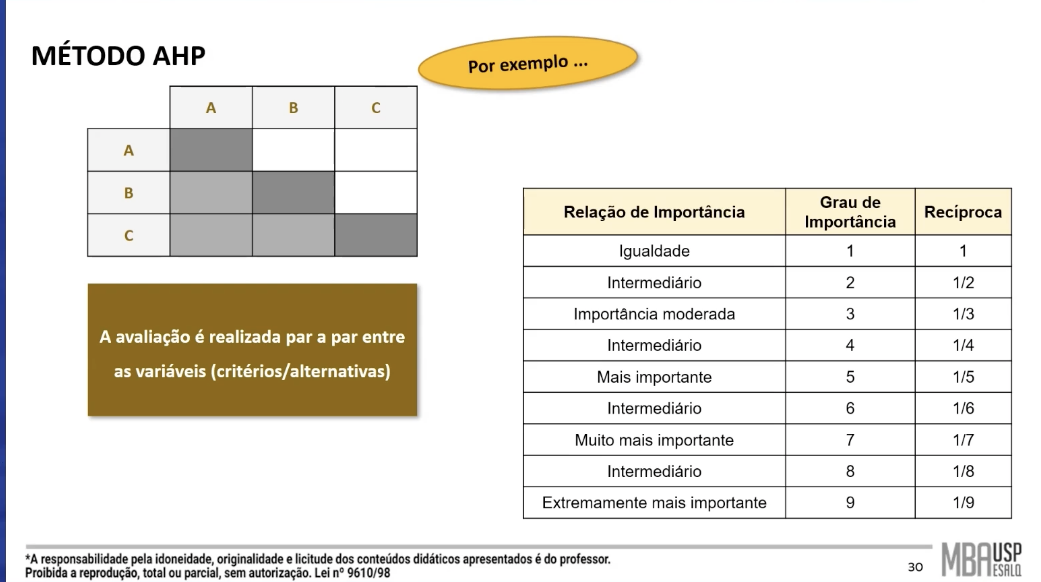 MÉTODO AHP
Por exemplo ...
A B C
A
B
C
A avaliação é realizada par a par entre
as variáveis (critérios/alternativas)
Relação de Importância Grau de Importância Recíproca
Igualdade 1 1
Intermediário 2 1/2
Importância moderada 3 1/3
Intermediário 4 1/4
Mais importante 5 1/5
Intermediário 6 1/6
Muito mais importante 7 1/7
Intermediário 8 1/8
Extremamente mais importante 9 1/9
*A responsabilidade pela idoneidade, originalidade e licitude dos conteúdos didáticos apresentados é do professor.
Proibida a reprodução, total ou parcial, sem autorização. Lei nº 9610/98
30
MBA USP ESALQ